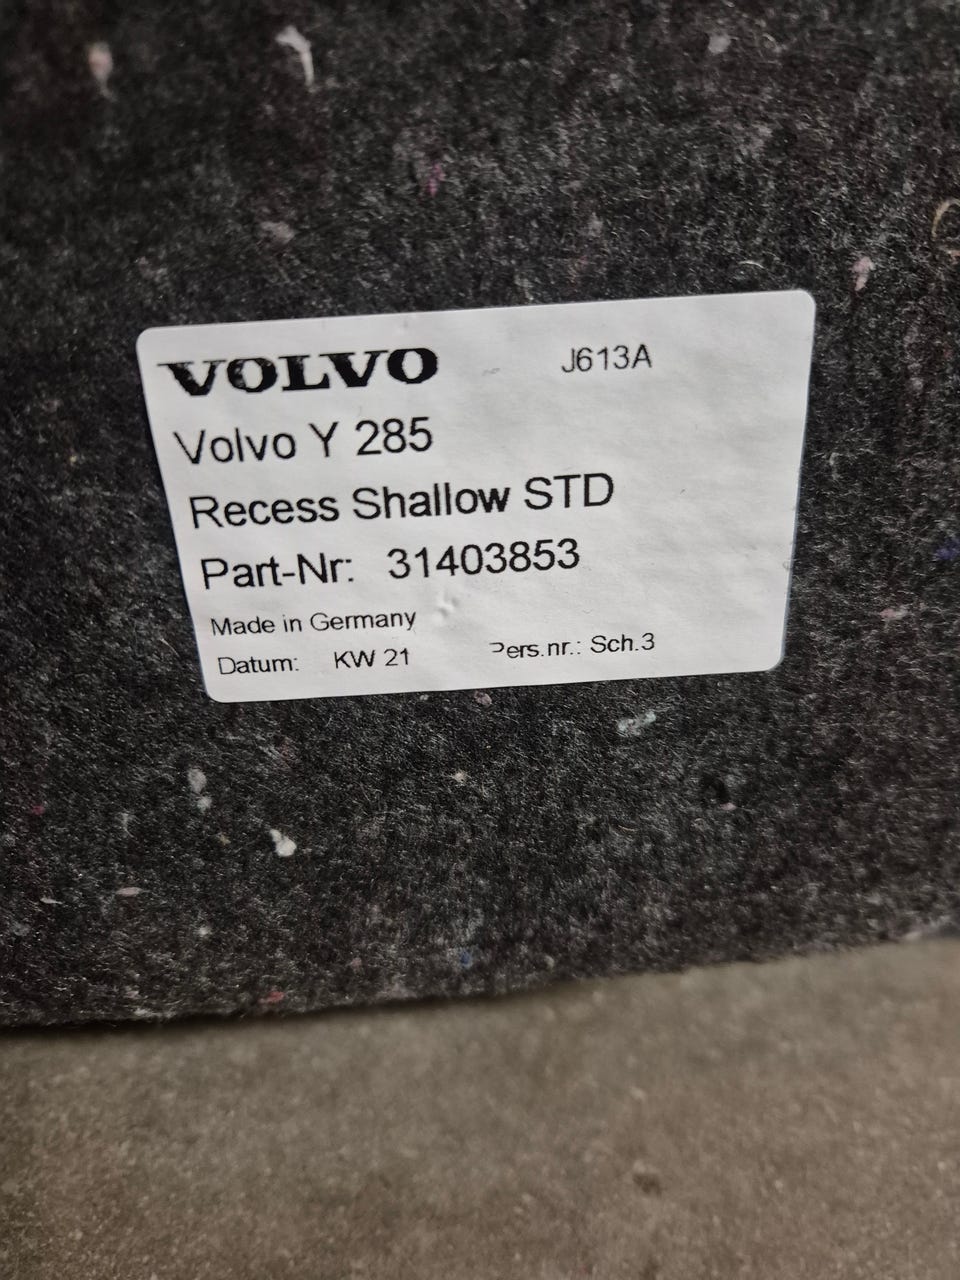 VOLVO J613A
Volvo Y 285
Recess Shallow STD
Part-Nr: 31403853
Made in Germany
Datum: KW 21 Pers.nr.: Sch.3